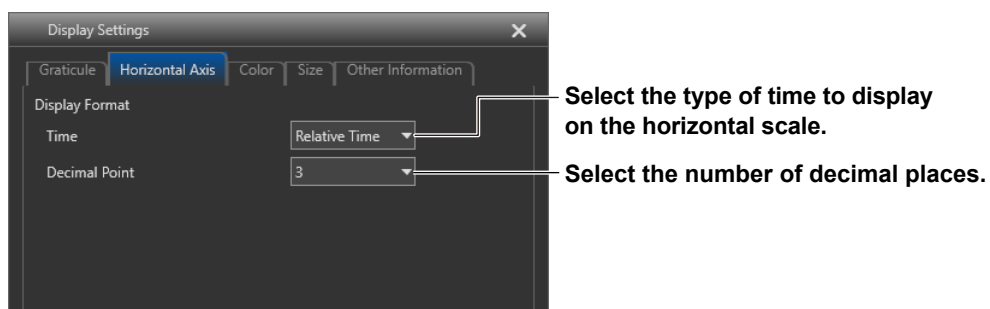 Display Settings
Graticule Horizontal Axis Color Size Other Information
Display Format
Time Relative Time
Decimal Point 3
Select the type of time to display
on the horizontal scale.
Select the number of decimal places.